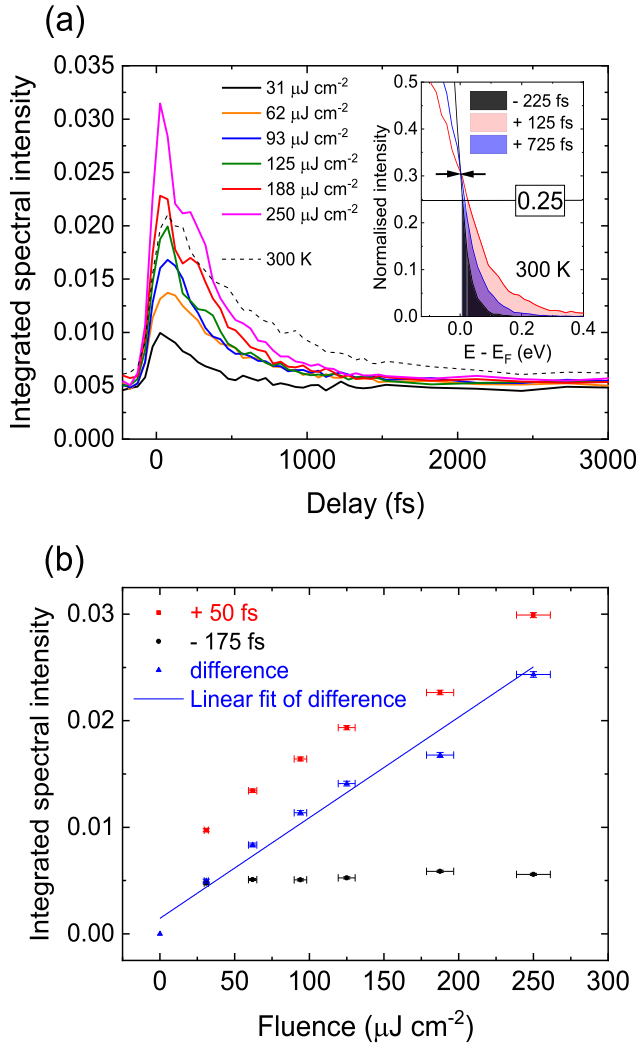 (a)
Integrated spectral intensity
0.035
0.030
0.025
0.020
0.015
0.010
0.005
0.000
31 μJ cm-2
62 μJ cm-2
93 μJ cm-2
125 μJ cm-2
188 μJ cm-2
250 μJ cm-2
300 K
Normalised intensity
0.5
0.4
0.3
0.2
0.1
0.0
- 225 fs
+ 125 fs
+ 725 fs
0.25
300 K
0.0 0.2 0.4
E - EF (eV)
0 1000 2000 3000
Delay (fs)
(b)
Integrated spectral intensity
0.03
0.02
0.01
0.00
+ 50 fs
- 175 fs
difference
Linear fit of difference
0 50 100 150 200 250 300
Fluence (μJ cm-2)